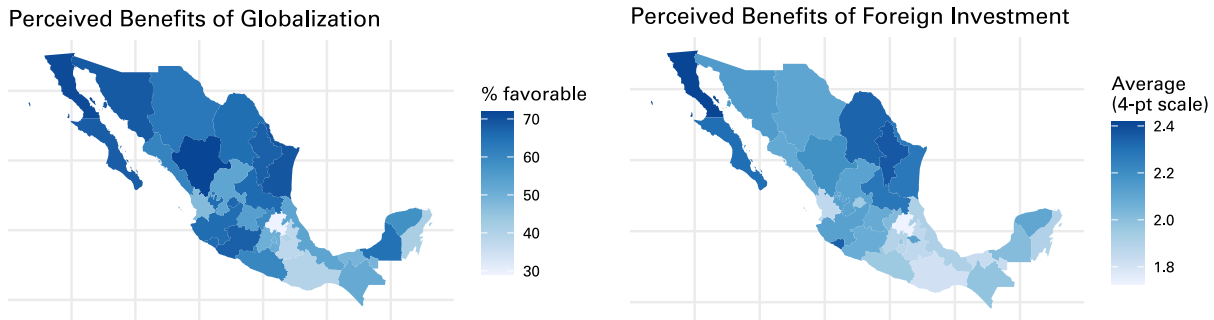 Perceived Benefits of Globalization
% favorable
70
60
50
40
30
Perceived Benefits of Foreign Investment
Average
(4-pt scale)
2.4
2.2
2.0
1.8